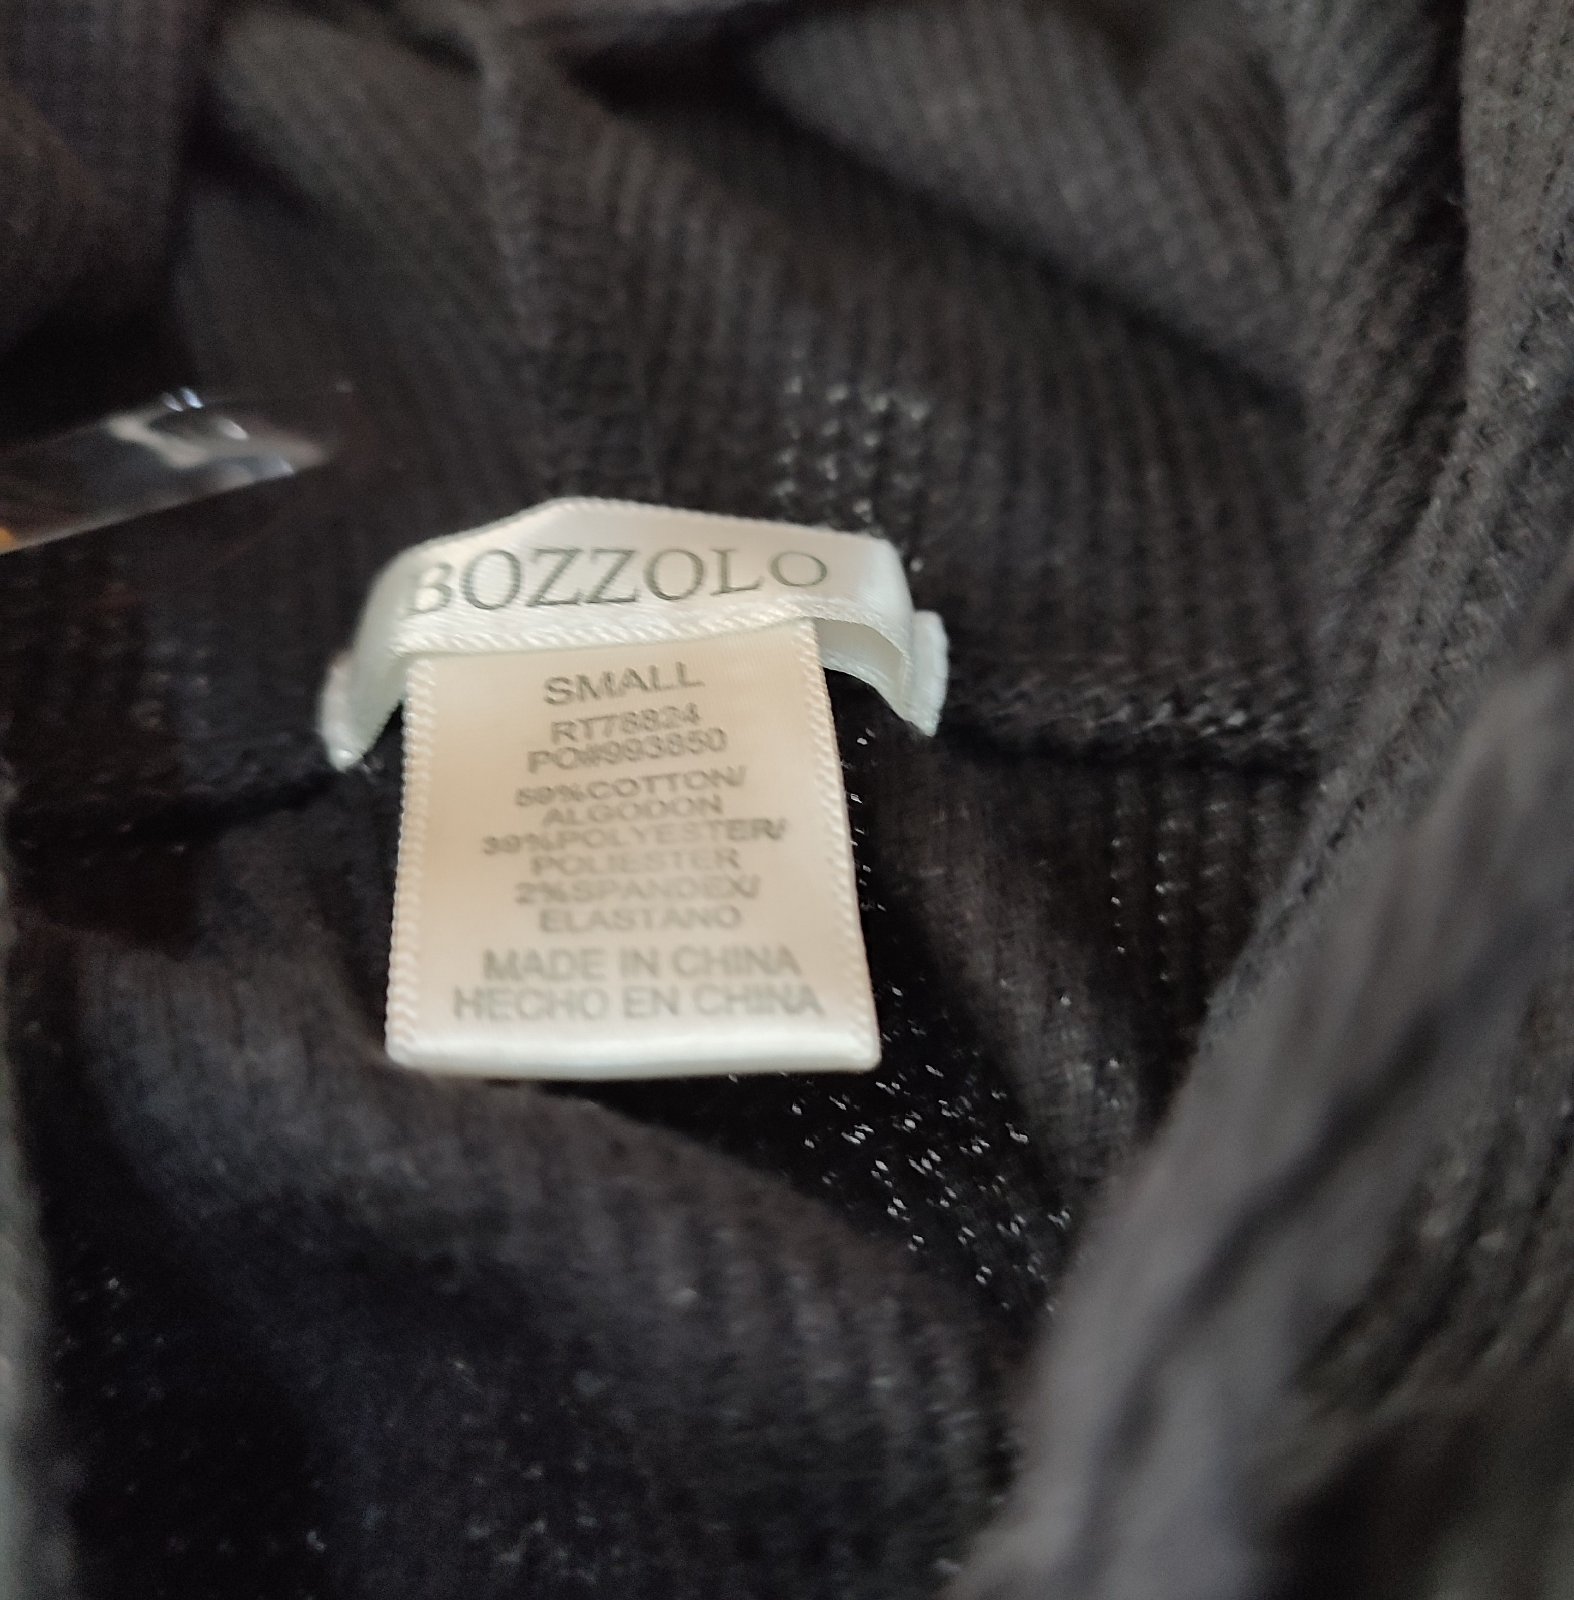 BOZZOLO
SMALL
RT78824
PO#993850
59%COTTON/
ALGODON
39%POLYESTER/
POLIESTER
2%SPANDEX/
ELASTANO
MADE IN CHINA
HECHO EN CHINA